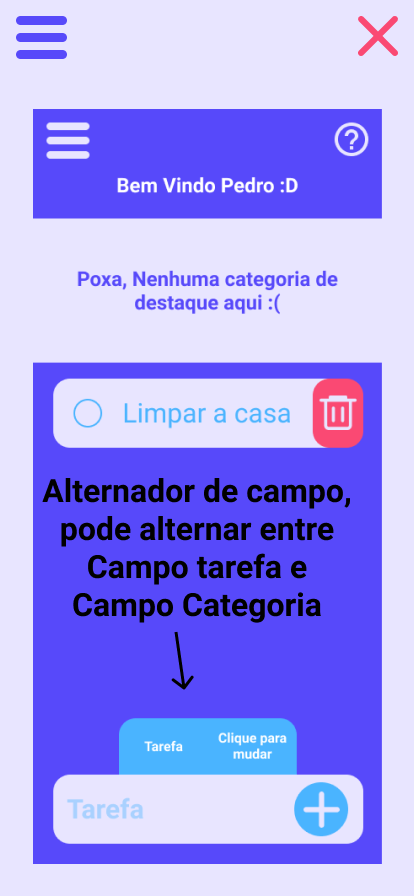 Bem Vindo Pedro :D
Poxa, Nenhuma categoria de
destaque aqui :(
Limpar a casa
Alternador de campo,
pode alternar entre
Campo tarefa e
Campo Categoria
Tarefa
Clique para
mudar
Tarefa